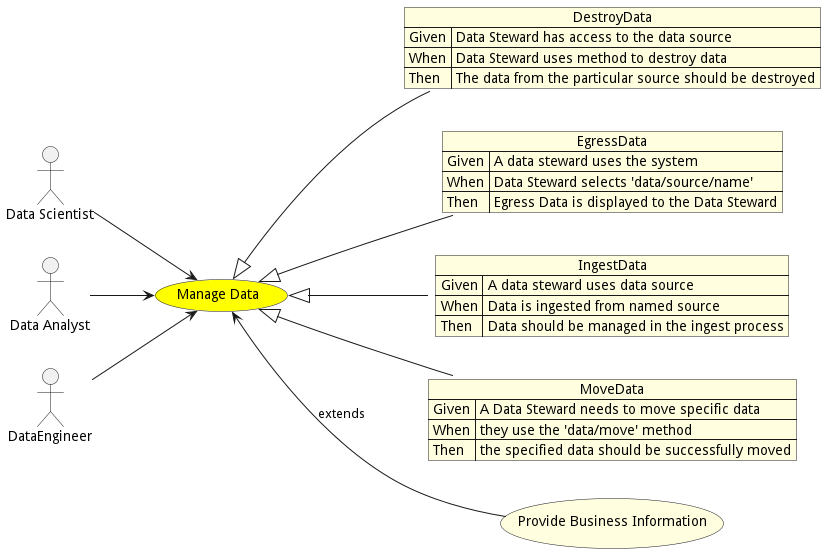 DestroyData
Given Data Steward has access to the data source
When Data Steward uses method to destroy data
Then The data from the particular source should be destroyed
EgressData
Given A data steward uses the system
When Data Steward selects 'data/source/name'
Then Egress Data is displayed to the Data Steward
Data Scientist
IngestData
Given A data steward uses data source
When Data is ingested from named source
Then Data should be managed in the ingest process
Manage Data
Data Analyst
MoveData
Given A Data Steward needs to move specific data
When they use the 'data/move' method
Then the specified data should be successfully moved
extends
DataEngineer
Provide Business Information